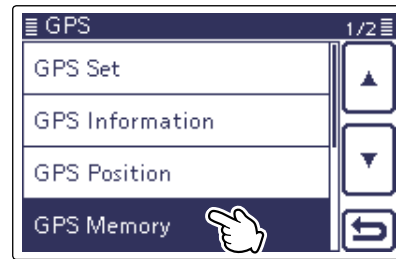 GPS 1/2
GPS Set
GPS Information
GPS Position
GPS Memory